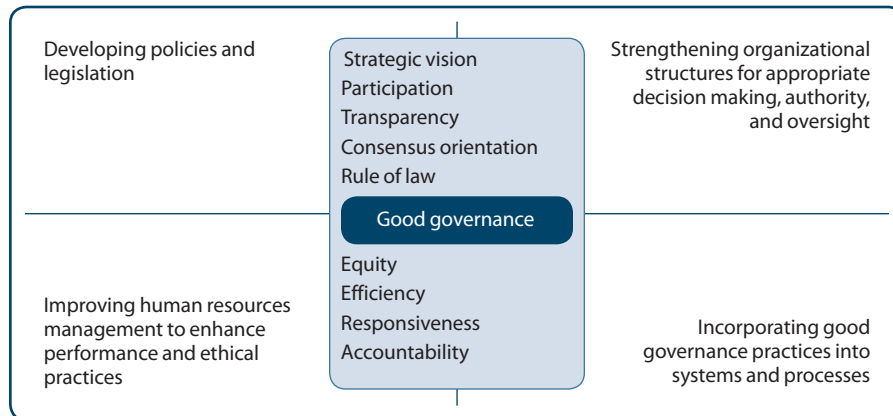 Developing policies and
legislation
Strategic vision
Participation
Transparency
Consensus orientation
Rule of law
Good governance
Equity
Efficiency
Responsiveness
Accountability
Strengthening organizational
structures for appropriate
decision making, authority,
and oversight
Improving human resources
management to enhance
performance and ethical
practices
Incorporating good
governance practices into
systems and processes